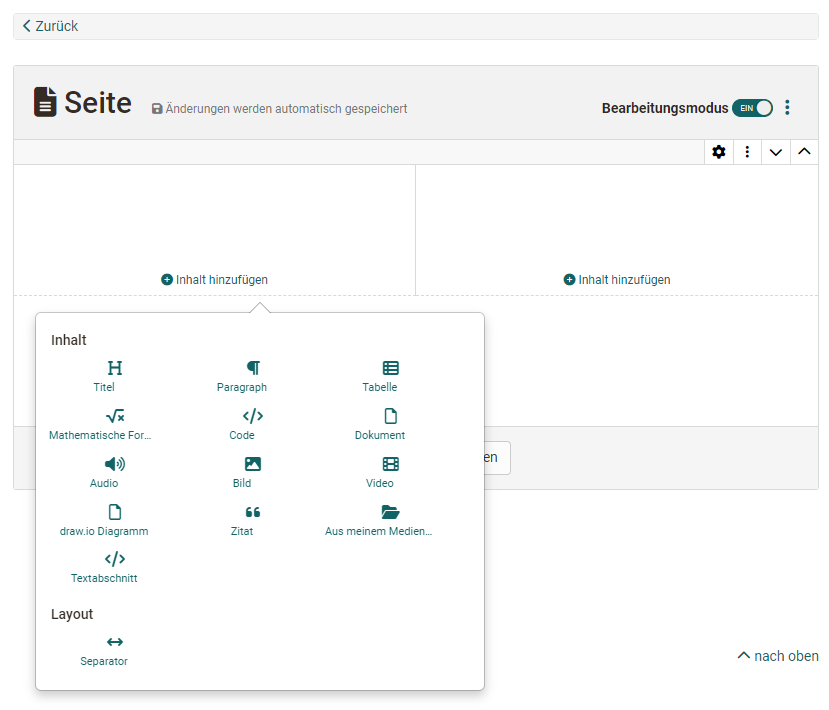 Zurück
Seite
Änderungen werden automatisch gespeichert
Bearbeitungsmodus EIN
Inhalt hinzufügen
Inhalt hinzufügen
Inhalt
Titel Paragraph Tabelle
Mathematische For... Code Dokument
Audio Bild Video
en
draw.io Diagramm Zitat Aus meinem Medien...
Textabschnitt
Layout
Separator
nach oben